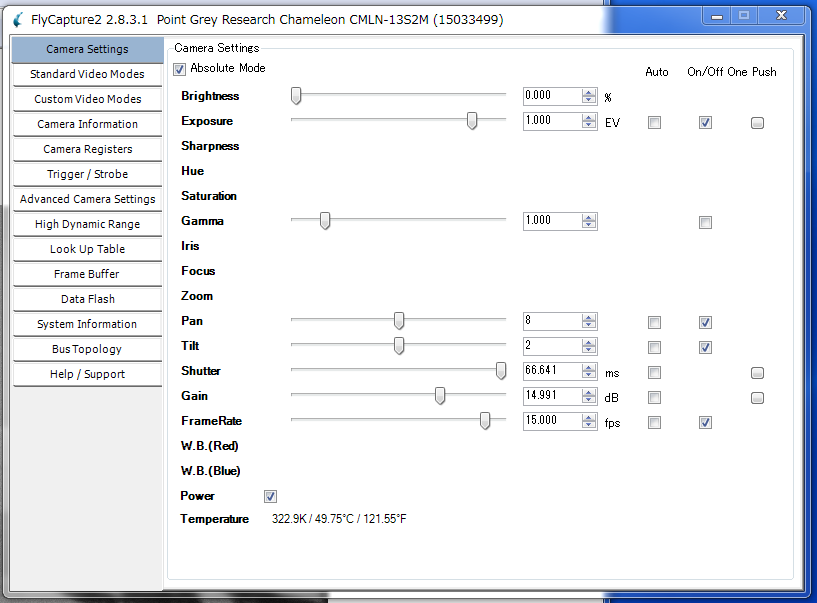 FlyCapture2 2.8.3.1 Point Grey Research Chameleon CMLN-13S2M (15033499)
Camera Settings
Standard Video Modes
Custom Video Modes
Camera Information
Camera Registers
Trigger / Strobe
Advanced Camera Settings
High Dynamic Range
Look Up Table
Frame Buffer
Data Flash
System Information
Bus Topology
Help / Support
Camera Settings
Absolute Mode
Auto On/Off One Push
Brightness 0.000 %
Exposure 1.000 EV
Sharpness
Hue
Saturation
Gamma 1.000
Iris
Focus
Zoom
Pan 8
Tilt 2
Shutter 66.641 ms
Gain 14.991 dB
FrameRate 15.000 fps
W.B.(Red)
W.B.(Blue)
Power
Temperature 322.9K / 49.75°C / 121.55°F